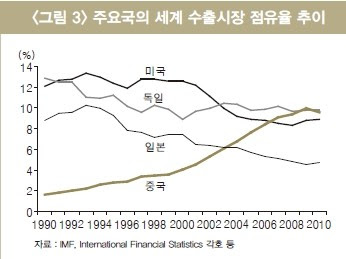 〈그림 3〉 주요국의 세계 수출시장 점유율 추이
(%)
14
12
10
8
6
4
2
0
미국
독일
일본
중국
1990 1992 1994 1996 1998 2000 2002 2004 2006 2008 2010
자료 : IMF, International Financial Statistics 각호 등